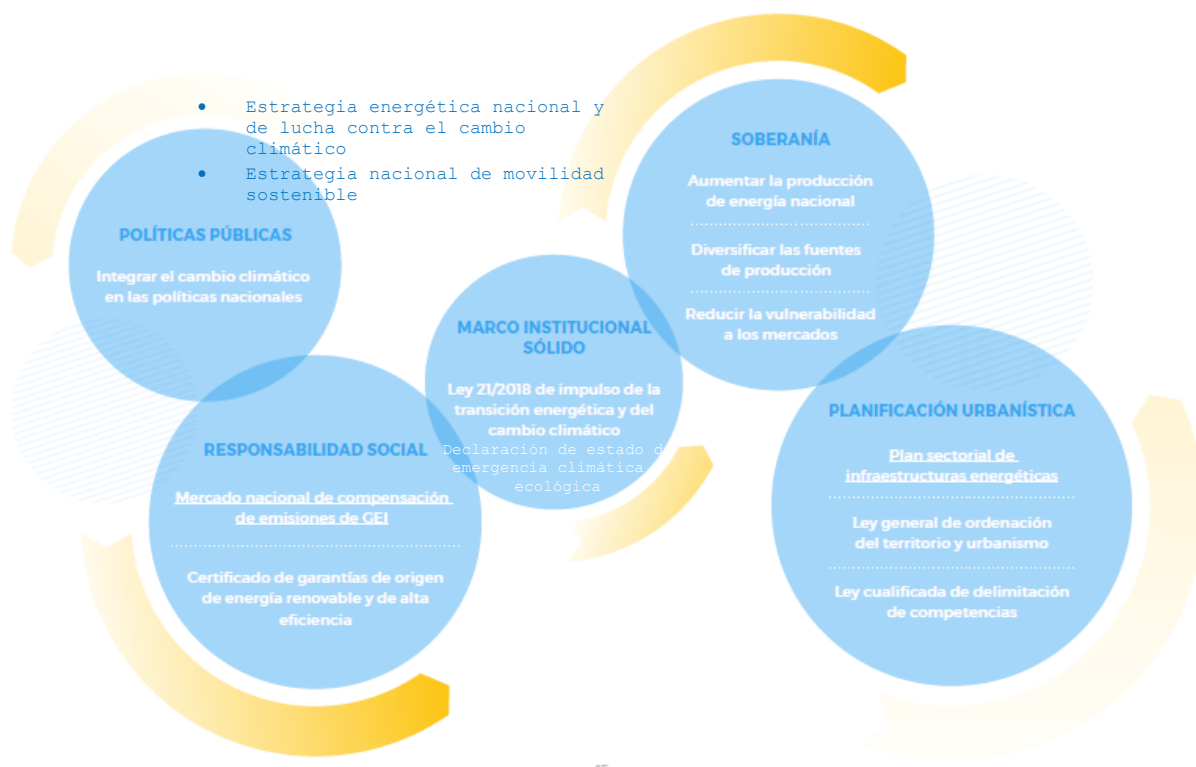 • Estrategia energética nacional y
de lucha contra el cambio
climático
• Estrategia nacional de movilidad
sostenible
POLÍTICAS PÚBLICAS
Integrar el cambio climático
en las políticas nacionales
RESPONSABILIDAD SOCIAL
Mercado nacional de compensación
de emisiones de GEI
Certificado de garantías de origen
de energía renovable y de alta
eficiencia
MARCO INSTITUCIONAL
SÓLIDO
Ley 21/2018 de impulso de la
transición energética y del
cambio climático
Declaración de estado d
emergencia climática
ecológica
SOBERANÍA
Aumentar la producción
de energía nacional
Diversificar las fuentes
de producción
Reducir la vulnerabilidad
a los mercados
PLANIFICACIÓN URBANÍSTICA
Plan sectorial de
infraestructuras energéticas
Ley general de ordenación
del territorio y urbanismo
Ley cualificada de delimitación
de competencias